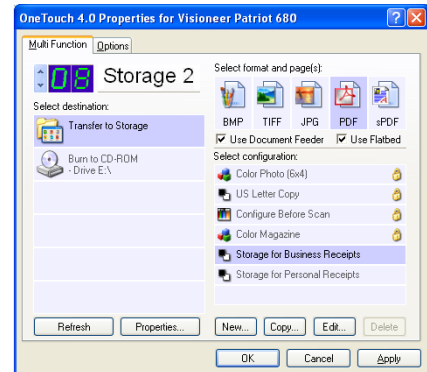 OneTouch 4.0 Properties for Visioneer Patriot 680
Multi Function
Options
08 Storage 2
Select destination:
Transfer to Storage
Burn to CD-ROM
- Drive E:\
Refresh
Properties...
Select format and page(s):
BMP TIFF JPG PDF sPDF
Use Document Feeder Use Flatbed
Select configuration:
Color Photo (6x4)
US Letter Copy
Configure Before Scan
Color Magazine
Storage for Business Receipts
Storage for Personal Receipts
New... Copy... Edit... Delete
OK Cancel Apply